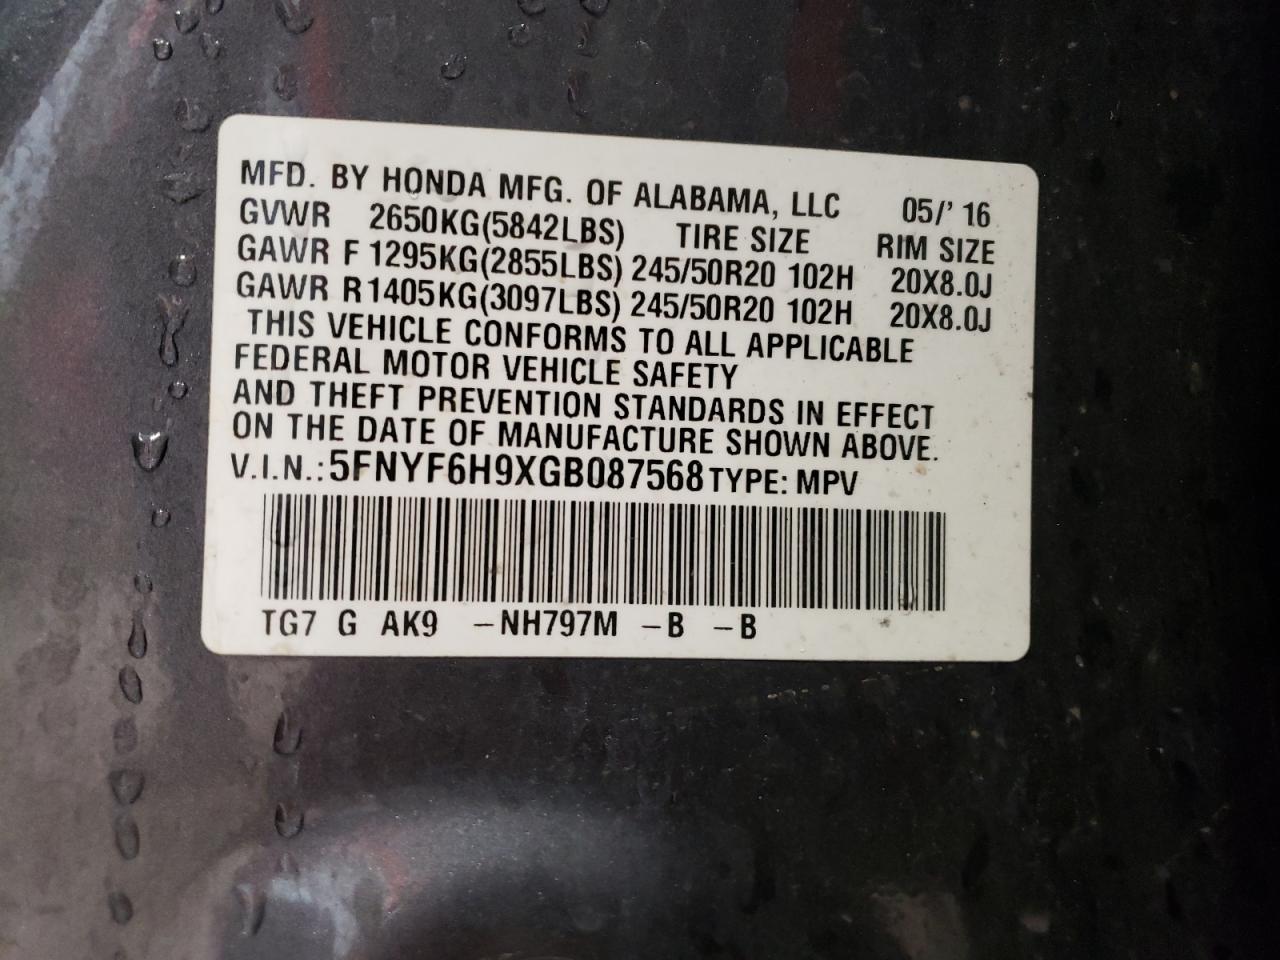 MFD. BY HONDA MFG. OF ALABAMA, LLC 05/' 16
GVWR 2650KG(5842LBS) TIRE SIZE RIM SIZE
GAWR F 1295KG(2855LBS) 245/50R20 102H 20X8.0J
GAWR R1405KG(3097LBS) 245/50R20 102H 20X8.0J
THIS VEHICLE CONFORMS TO ALL APPLICABLE
FEDERAL MOTOR VEHICLE SAFETY
AND THEFT PREVENTION STANDARDS IN EFFECT
ON THE DATE OF MANUFACTURE SHOWN ABOVE.
V.I.N.: 5FNYF6H9XGB087568 TYPE: MPV
TG7 G AK9 -NH797M -B -B